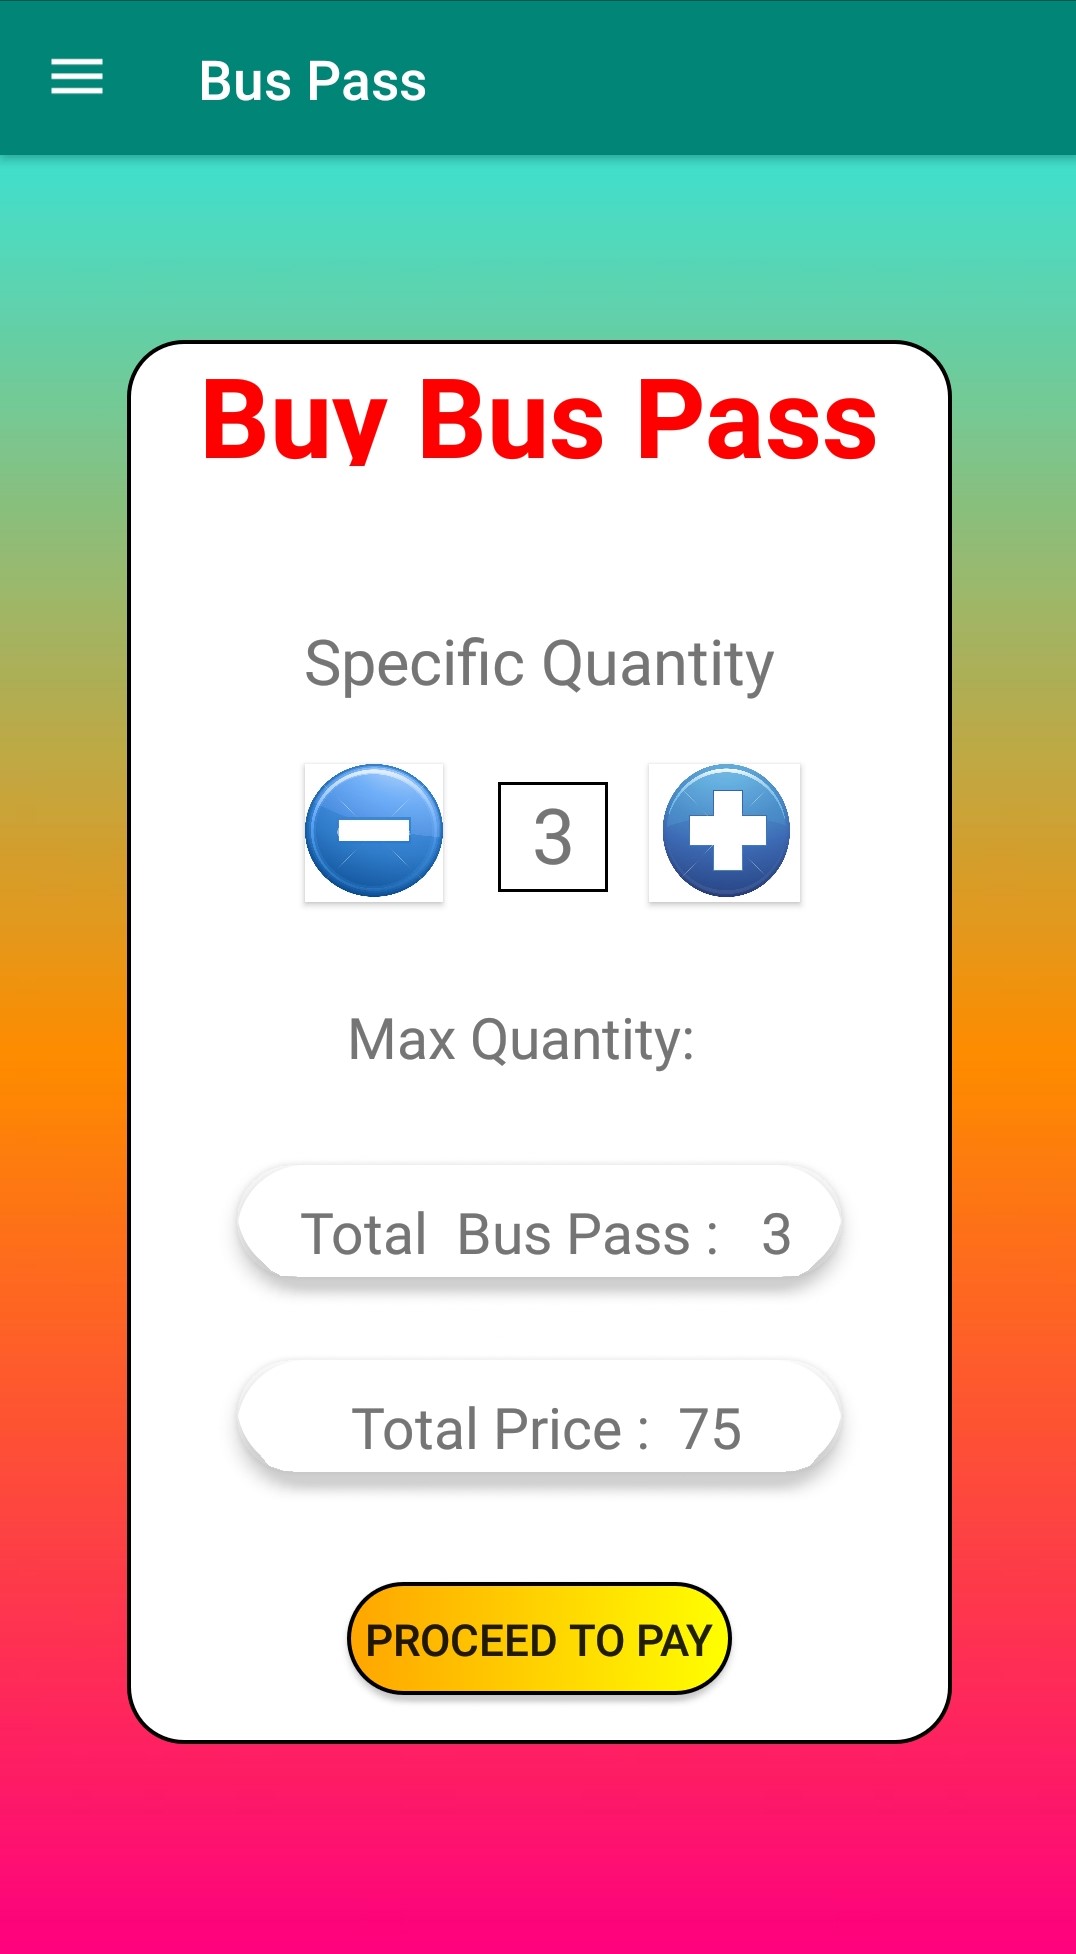 Bus Pass
Buy Bus Pass
Specific Quantity
3
Max Quantity:
Total  Bus Pass :   3
Total Price :  75
PROCEED TO PAY